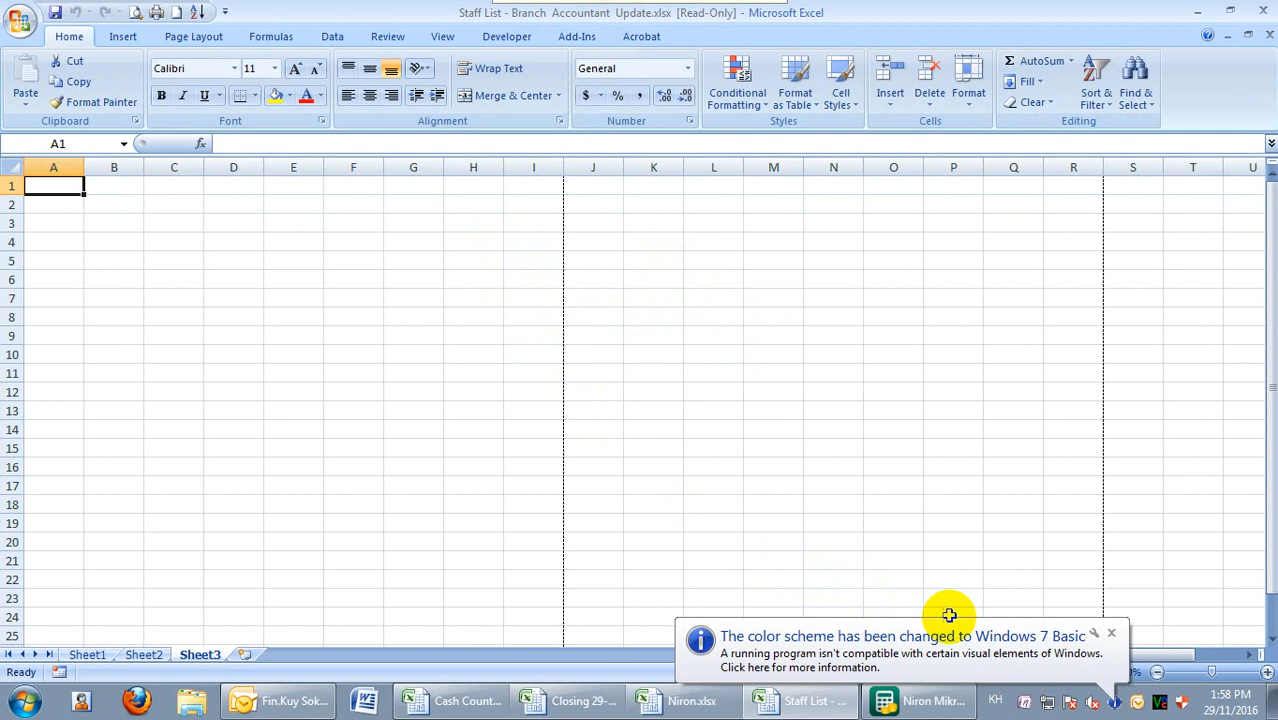 Staff List - Branch Accountant Update.xlsx [Read-Only] - Microsoft Excel
Home Insert Page Layout Formulas Data Review View Developer Add-Ins Acrobat
Paste Cut Copy Format Painter Clipboard
Calibri 11 B I U A A A Font
Wrap Text Merge & Center Alignment
General $ % , .0 .00 .00 .0 Number
Conditional Formatting Format as Table Cell Styles Styles
Insert Delete Format Cells
Σ AutoSum Fill Clear Sort & Filter Find & Select Editing
A1 fx
A B C D E F G H I J K L M N O P Q R S T U
1
2
3
4
5
6
7
8
9
10
11
12
13
14
15
16
17
18
19
20
21
22
23
24
25
The color scheme has been changed to Windows 7 Basic
A running program isn't compatible with certain visual elements of Windows.
Click here for more information.
Sheet1 Sheet2 Sheet3
Ready
Fin.Kuy Sok... Cash Count... Closing 29-... Niron.xlsx Staff List - ... Niron Mikr... KH
1:58 PM
29/11/2016